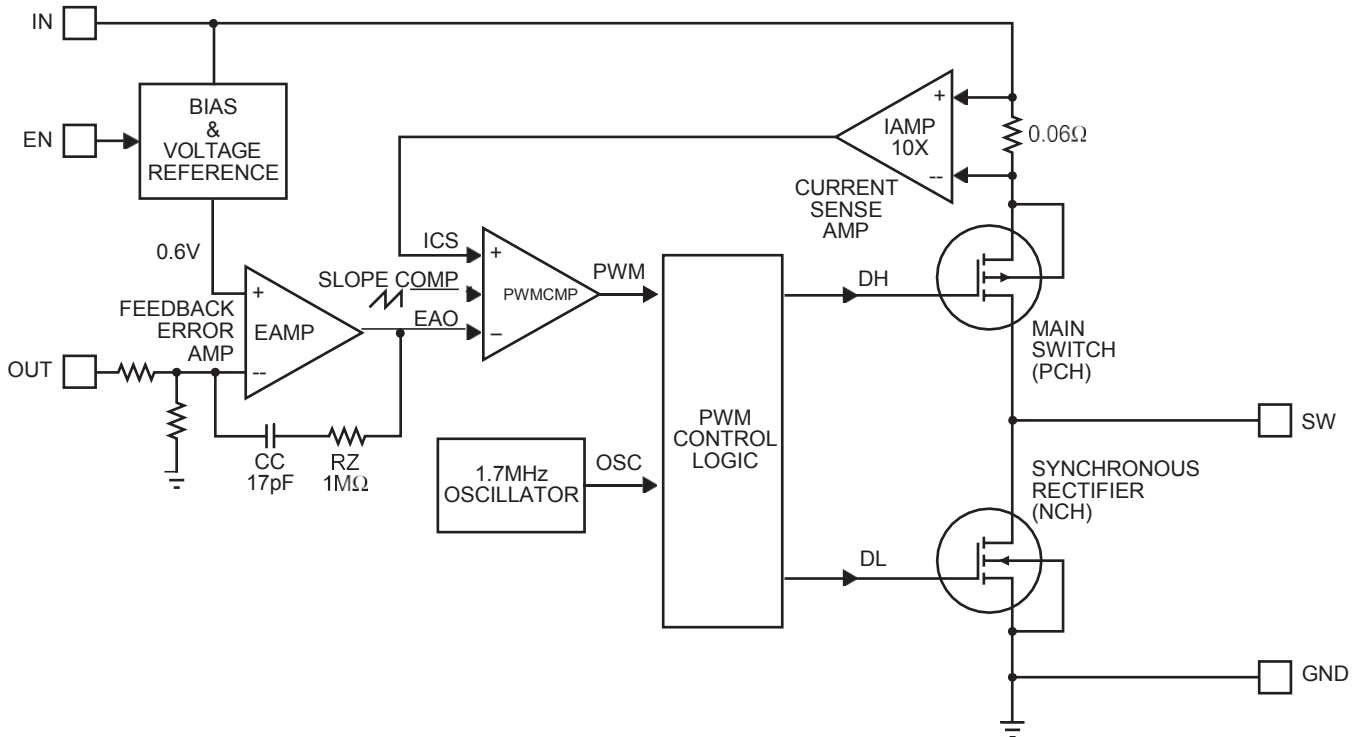 IN
BIAS
&
VOLTAGE
REFERENCE
EN
+
IAMP
10X
--
0.06Ω
CURRENT
SENSE
AMP
0.6V
ICS
+
SLOPE COMP
PWMCMP
PWM
EAO
–
FEEDBACK
ERROR
AMP
+
EAMP
--
OUT
CC
17pF
RZ
1MΩ
1.7MHz
OSCILLATOR
OSC
PWM
CONTROL
LOGIC
DH
MAIN
SWITCH
(PCH)
SW
SYNCHRONOUS
RECTIFIER
(NCH)
DL
GND